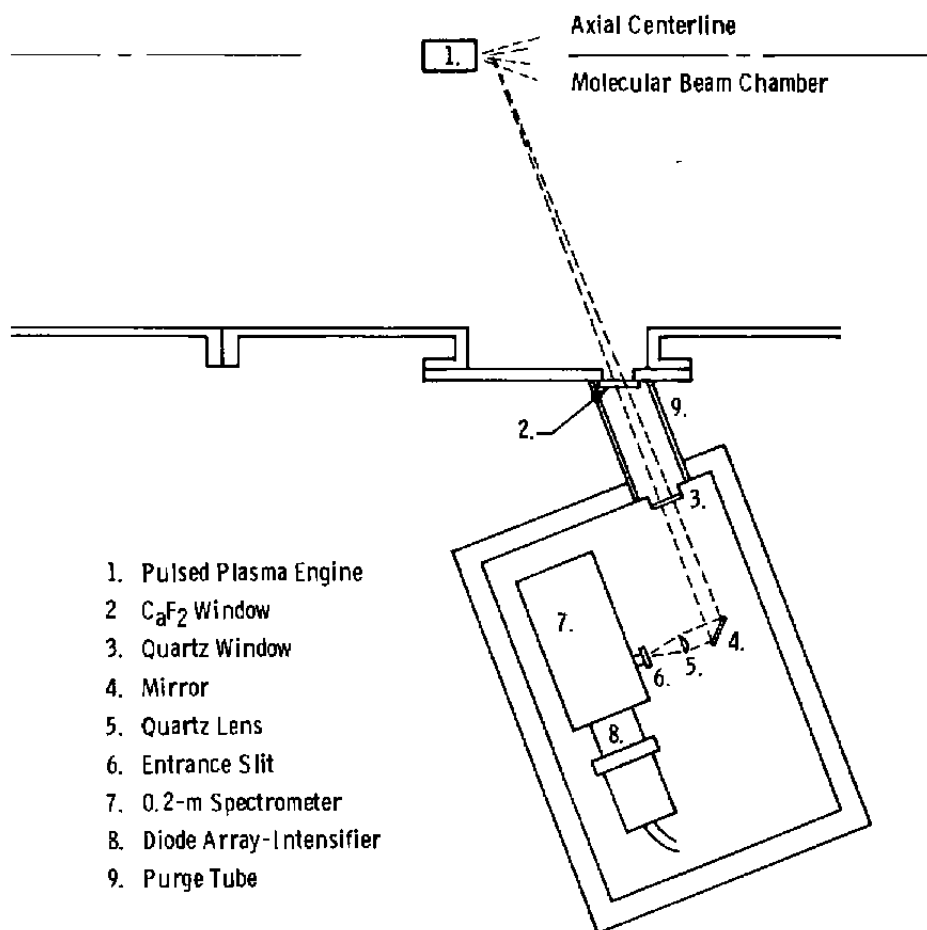 Axial Centerline
1.
Molecular Beam Chamber
9.
2.
3.
1. Pulsed Plasma Engine
2 CaF2 Window
7.
3. Quartz Window
4.
5.
6.
4. Mirror
5. Quartz Lens
8.
6. Entrance Slit
7. 0.2-m Spectrometer
8. Diode Array-Intensifier
9. Purge Tube